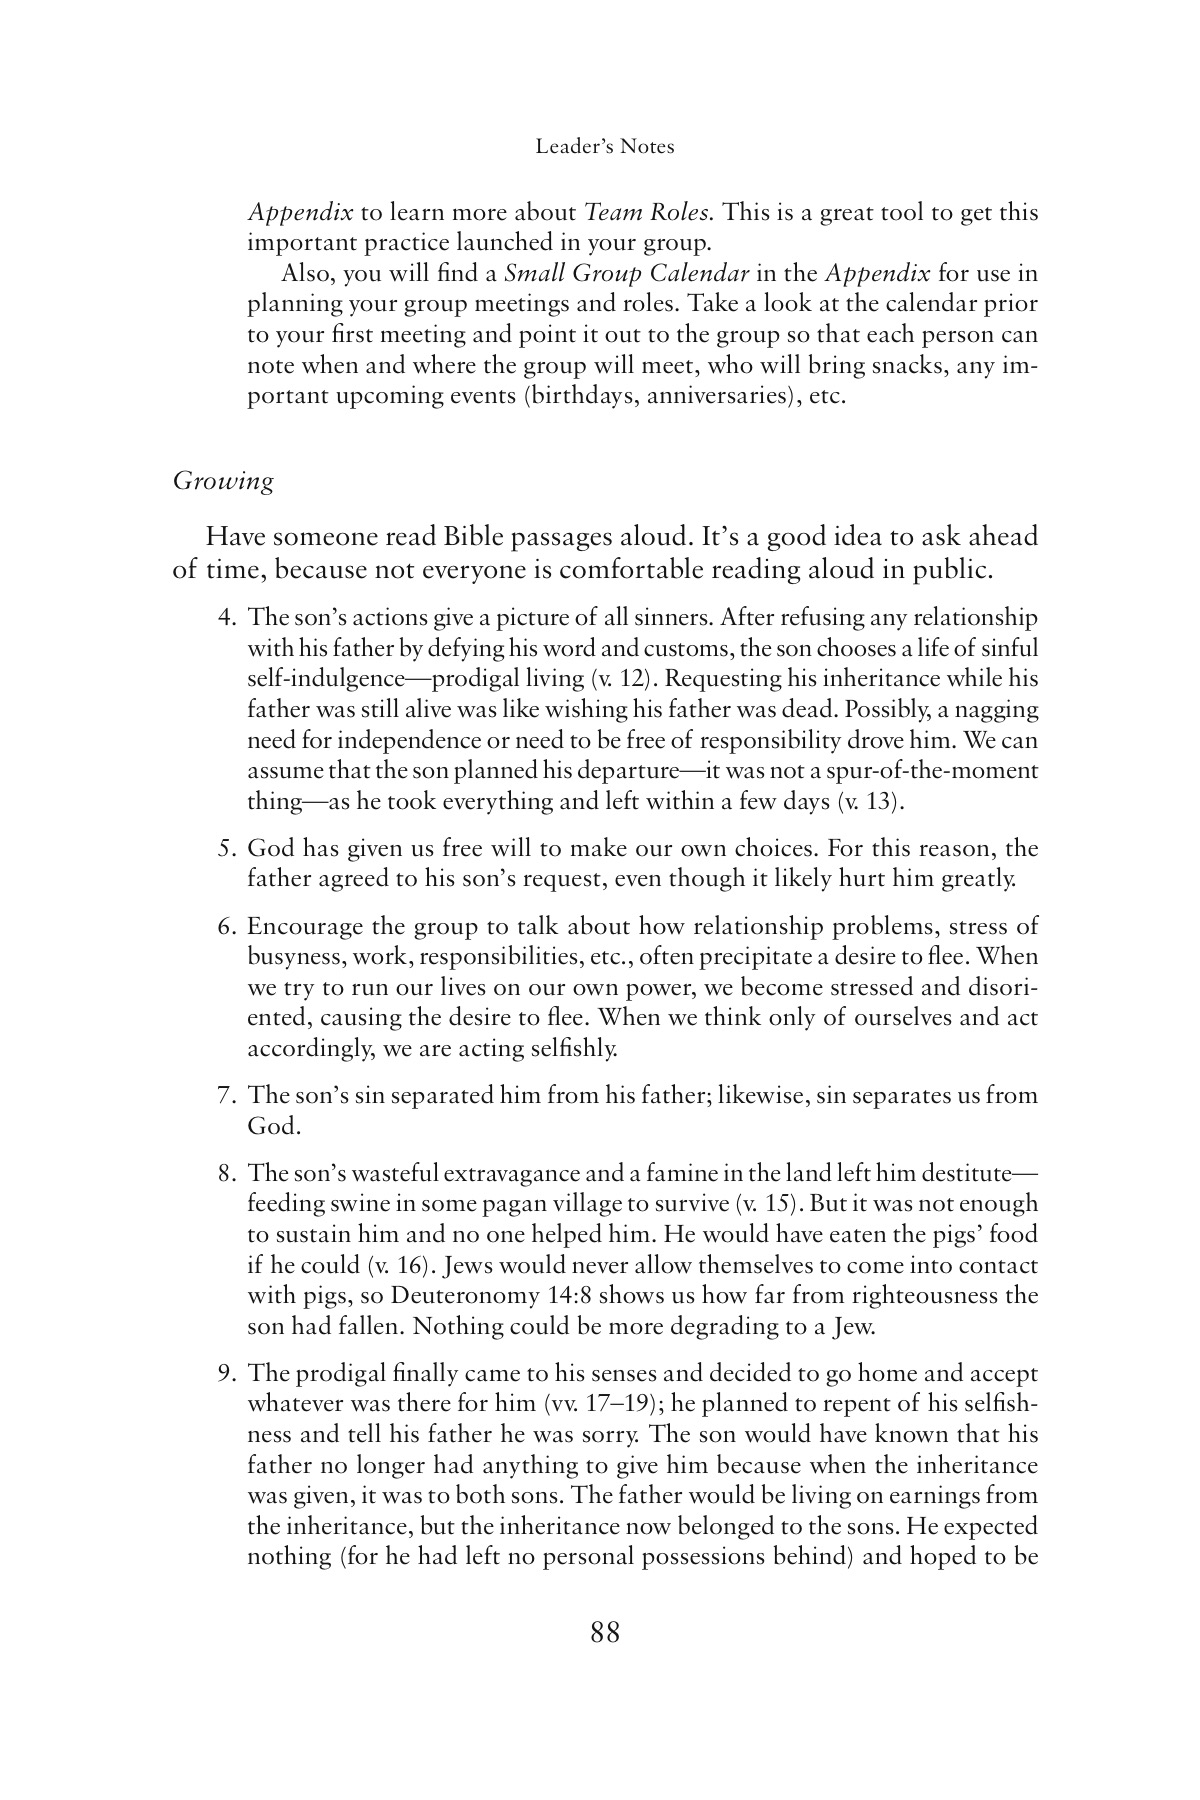 Leader’s Notes
Appendix to learn more about Team Roles. This is a great tool to get this
important practice launched in your group.
Also, you will find a Small Group Calendar in the Appendix for use in
planning your group meetings and roles. Take a look at the calendar prior
to your first meeting and point it out to the group so that each person can
note when and where the group will meet, who will bring snacks, any im-
portant upcoming events (birthdays, anniversaries), etc.
Growing
Have someone read Bible passages aloud. It’s a good idea to ask ahead
of time, because not everyone is comfortable reading aloud in public.
4. The son’s actions give a picture of all sinners. After refusing any relationship
with his father by defying his word and customs, the son chooses a life of sinful
self-indulgence—prodigal living (v. 12). Requesting his inheritance while his
father was still alive was like wishing his father was dead. Possibly, a nagging
need for independence or need to be free of responsibility drove him. We can
assume that the son planned his departure—it was not a spur-of-the-moment
thing—as he took everything and left within a few days (v. 13).
5. God has given us free will to make our own choices. For this reason, the
father agreed to his son’s request, even though it likely hurt him greatly.
6. Encourage the group to talk about how relationship problems, stress of
busyness, work, responsibilities, etc., often precipitate a desire to flee. When
we try to run our lives on our own power, we become stressed and disori-
ented, causing the desire to flee. When we think only of ourselves and act
accordingly, we are acting selfishly.
7. The son’s sin separated him from his father; likewise, sin separates us from
God.
8. The son’s wasteful extravagance and a famine in the land left him destitute—
feeding swine in some pagan village to survive (v. 15). But it was not enough
to sustain him and no one helped him. He would have eaten the pigs’ food
if he could (v. 16). Jews would never allow themselves to come into contact
with pigs, so Deuteronomy 14:8 shows us how far from righteousness the
son had fallen. Nothing could be more degrading to a Jew.
9. The prodigal finally came to his senses and decided to go home and accept
whatever was there for him (vv. 17–19); he planned to repent of his selfish-
ness and tell his father he was sorry. The son would have known that his
father no longer had anything to give him because when the inheritance
was given, it was to both sons. The father would be living on earnings from
the inheritance, but the inheritance now belonged to the sons. He expected
nothing (for he had left no personal possessions behind) and hoped to be
88